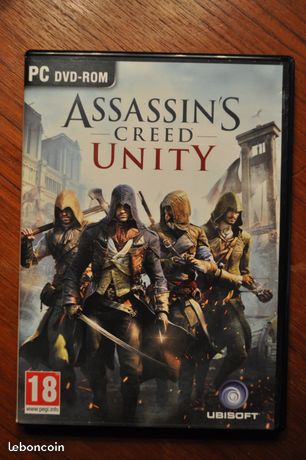 PC DVD-ROM
ASSASSIN'S
CREED
UNITY
18
www.pegi.info
UBISOFT
leboncoin